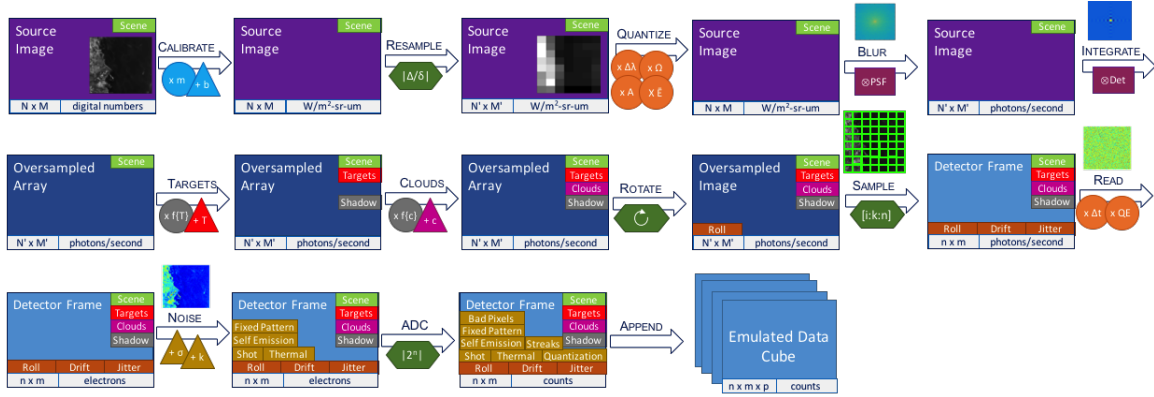 Scene
Source
Image
N x M
digital numbers
CALIBRATE
x m
+ b
Scene
Source
Image
N x M
W/m²-sr-um
RESAMPLE
|Δ/δ|
Scene
Source
Image
N' x M'
W/m²-sr-um
QUANTIZE
x Δλ
x Ω
x A
X Ē
Scene
Source
Image
N x M
W/m²-sr-um
BLUR
⊗PSF
Scene
Source
Image
N' x M'
photons/second
INTEGRATE
⊗Det
Scene
Oversampled
Array
N' x M'
photons/second
TARGETS
x f{T}
+ T
Scene
Oversampled
Targets
Array
Shadow
N' x M'
photons/second
CLOUDS
x f{c}
+ c
Scene
Oversampled
Targets
Array
Clouds
Shadow
N' x M'
photons/second
ROTATE
Scene
Oversampled
Targets
Image
Clouds
Shadow
Roll
N' x M'
photons/second
SAMPLE
[i:k:n]
Scene
Detector Frame
Targets
Clouds
Shadow
Roll
Drift
Jitter
n x m
photons/second
READ
x Δt
x QE
Detector Frame
Scene
Targets
Clouds
Shadow
Roll
Drift
Jitter
n x m
electrons
NOISE
+ σ
+ k
Detector Frame
Scene
Targets
Fixed Pattern
Clouds
Self Emission
Shadow
Shot
Thermal
Roll
Drift
Jitter
n x m
electrons
ADC
|2ⁿ|
Detector Frame
Scene
Bad Pixels
Targets
Fixed Pattern
Clouds
Self Emission
Streaks
Shadow
Shot
Thermal
Quantization
Roll
Drift
Jitter
n x m
counts
APPEND
Emulated Data
Cube
n x m x p
counts